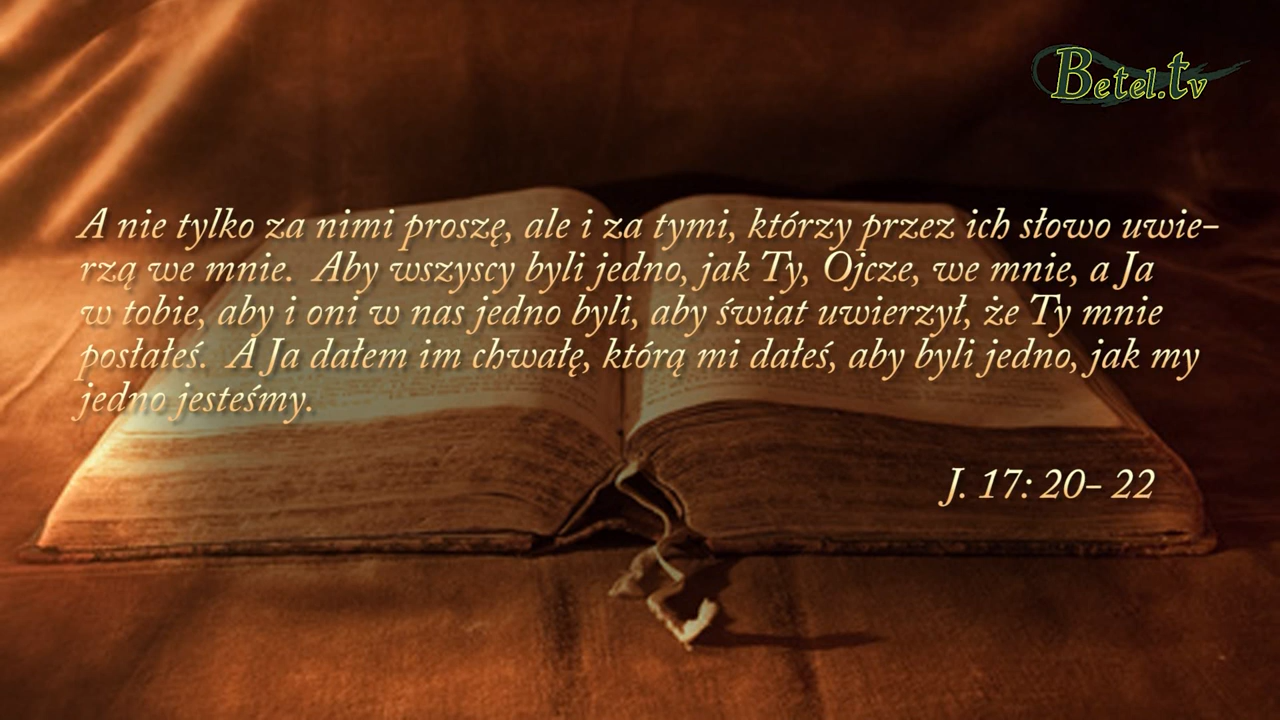 Betel.tv
A nie tylko za nimi proszę, ale i za tymi, którzy przez ich słowo uwie-
rzą we mnie. Aby wszyscy byli jedno, jak Ty, Ojcze, we mnie, a Ja
w tobie, aby i oni w nas jedno byli, aby świat uwierzył, że Ty mnie
posłałeś. A Ja dałem im chwałę, którą mi dałeś, aby byli jedno, jak my
jedno jesteśmy.
J. 17: 20- 22